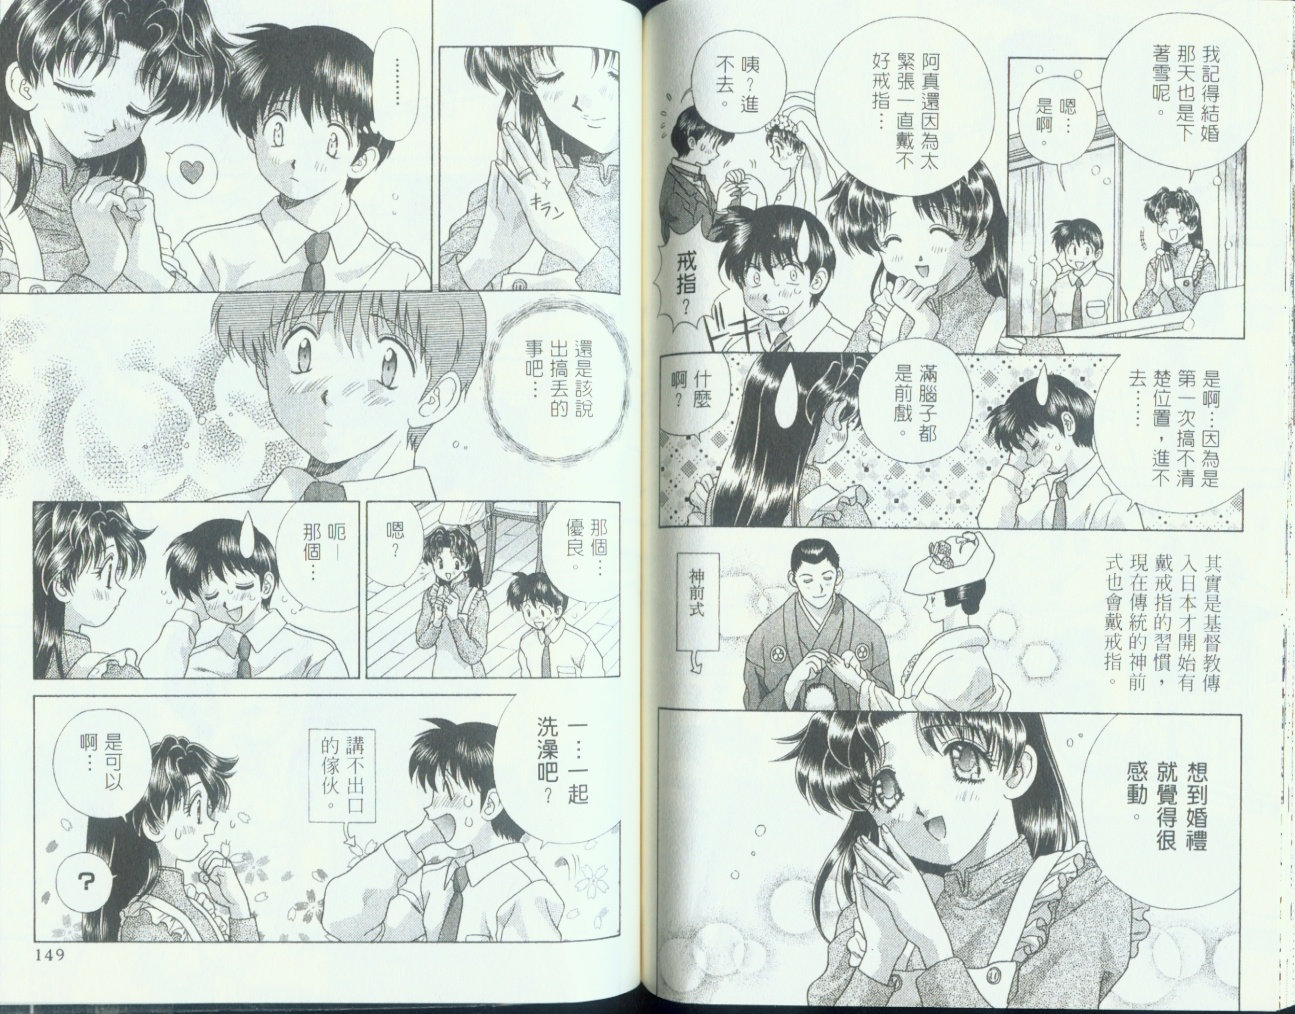 我記得是結婚
那天也是下
著雪呢。
嗯…
是啊。
阿真還因為太
緊張一直戴不
好戒指…
咦？進
不去。
戒指？
ドキ
是啊…因為是
第一次搞不清
楚位置，進不
去……
滿腦子都
是前戲。
什麼
啊？
其實是基督教傳
入日本才開始有
戴戒指的習慣，
現在傳統的神前
式也會戴戒指。
神前式
想到婚禮
就覺得很
感動。
キラン
………
還是該說
出搞丟的
事吧…
那個…
優良。
嗯？
呃—
那個…
一…一起
洗澡吧？
講不出口
的傢伙。
是可以
啊…
？
149